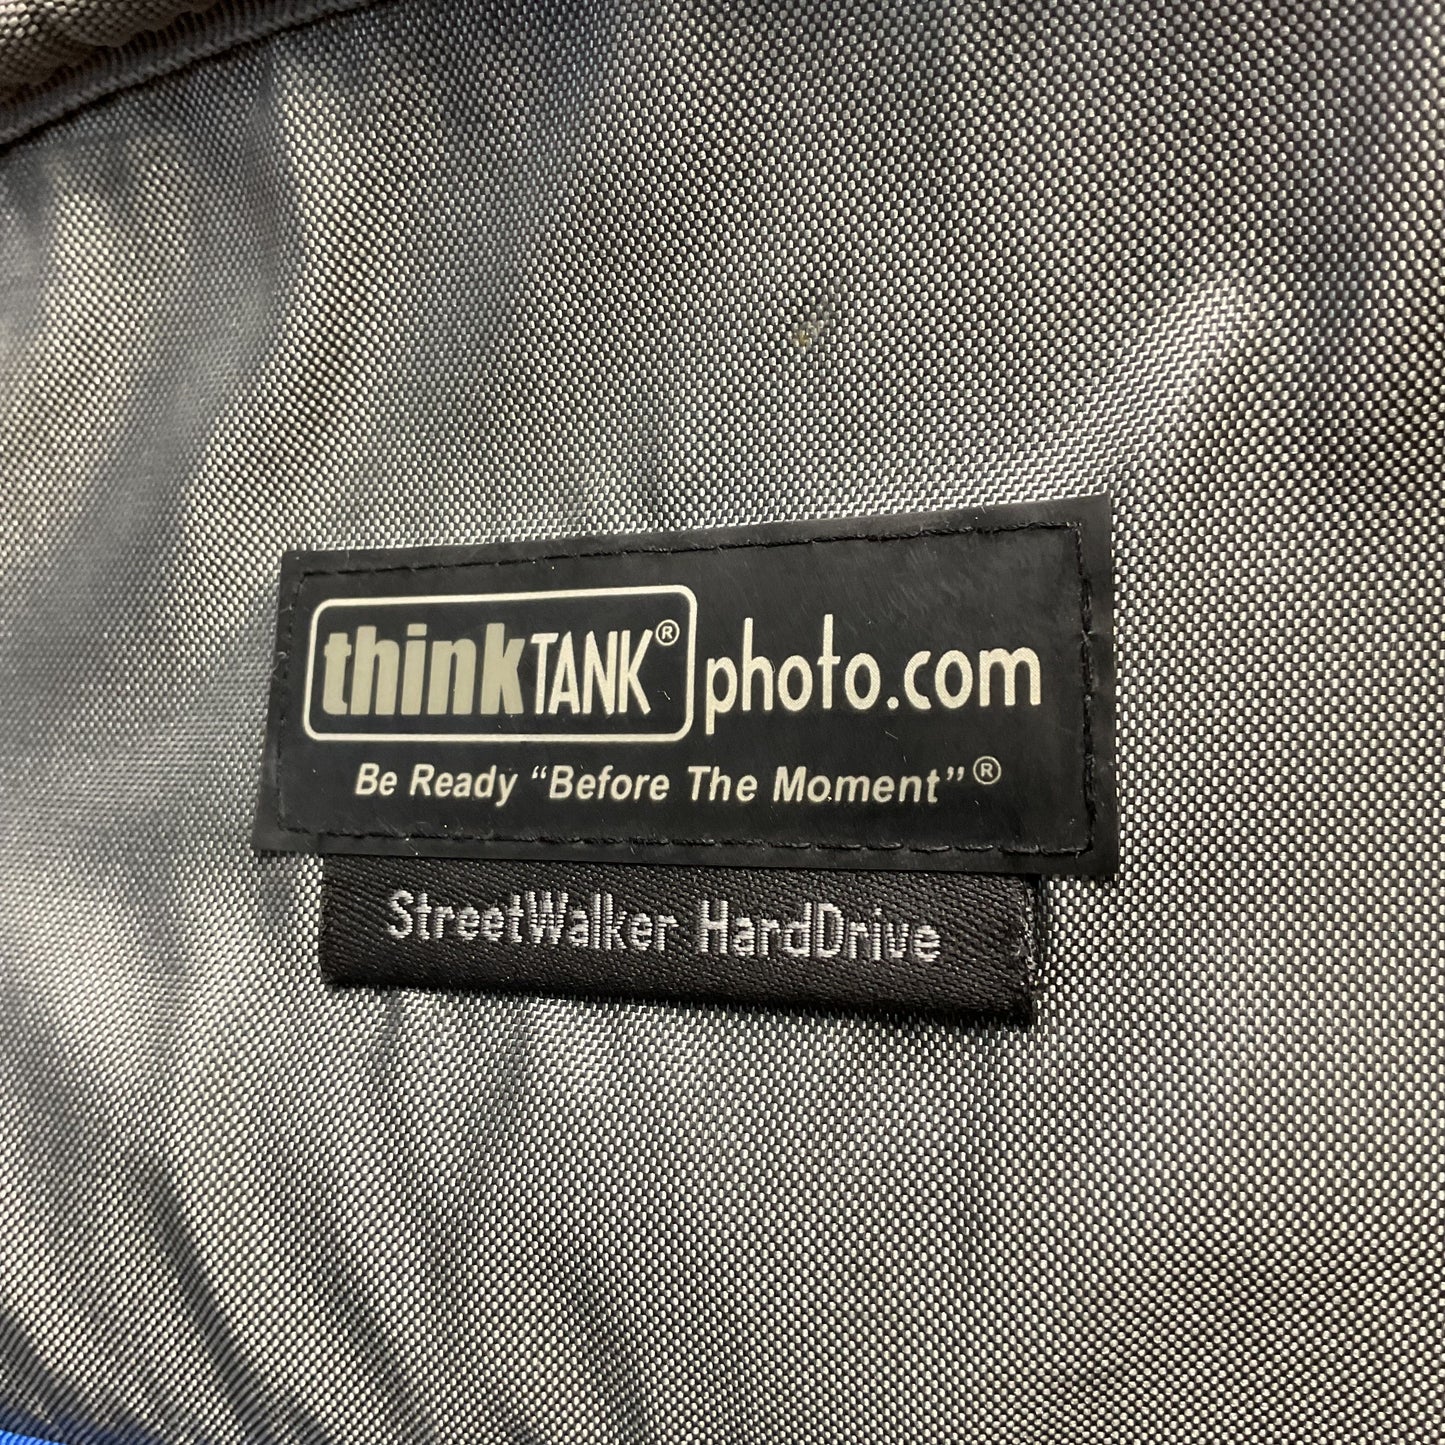 thinkTANK® photo.com
Be Ready “Before The Moment”®
StreetWalker HardDrive